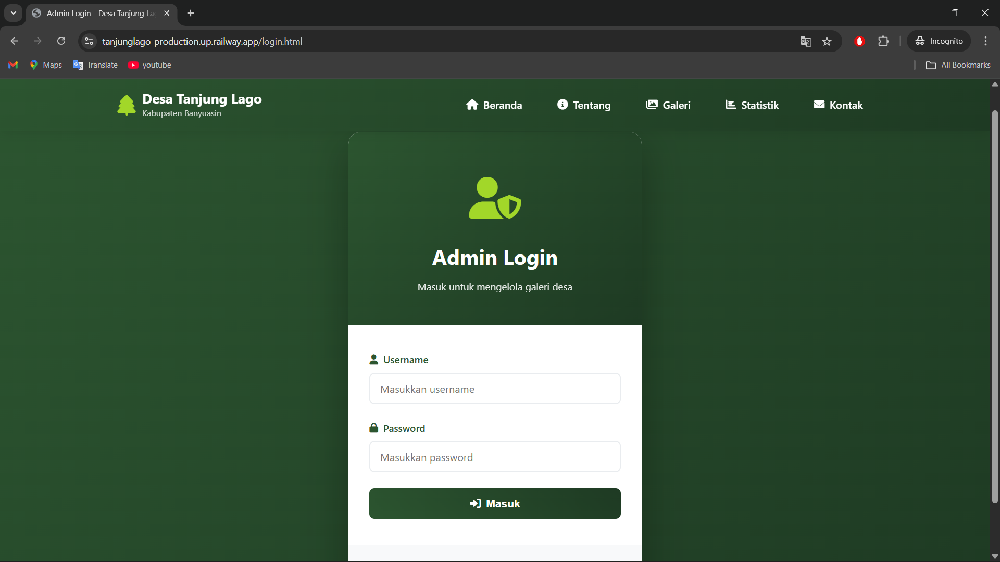 Admin Login - Desa Tanjung La
tanjunglago-production.up.railway.app/login.html
Incognito
Maps
Translate
youtube
All Bookmarks
Desa Tanjung Lago
Kabupaten Banyuasin
Beranda
Tentang
Galeri
Statistik
Kontak
Admin Login
Masuk untuk mengelola galeri desa
Username
Masukkan username
Password
Masukkan password
Masuk